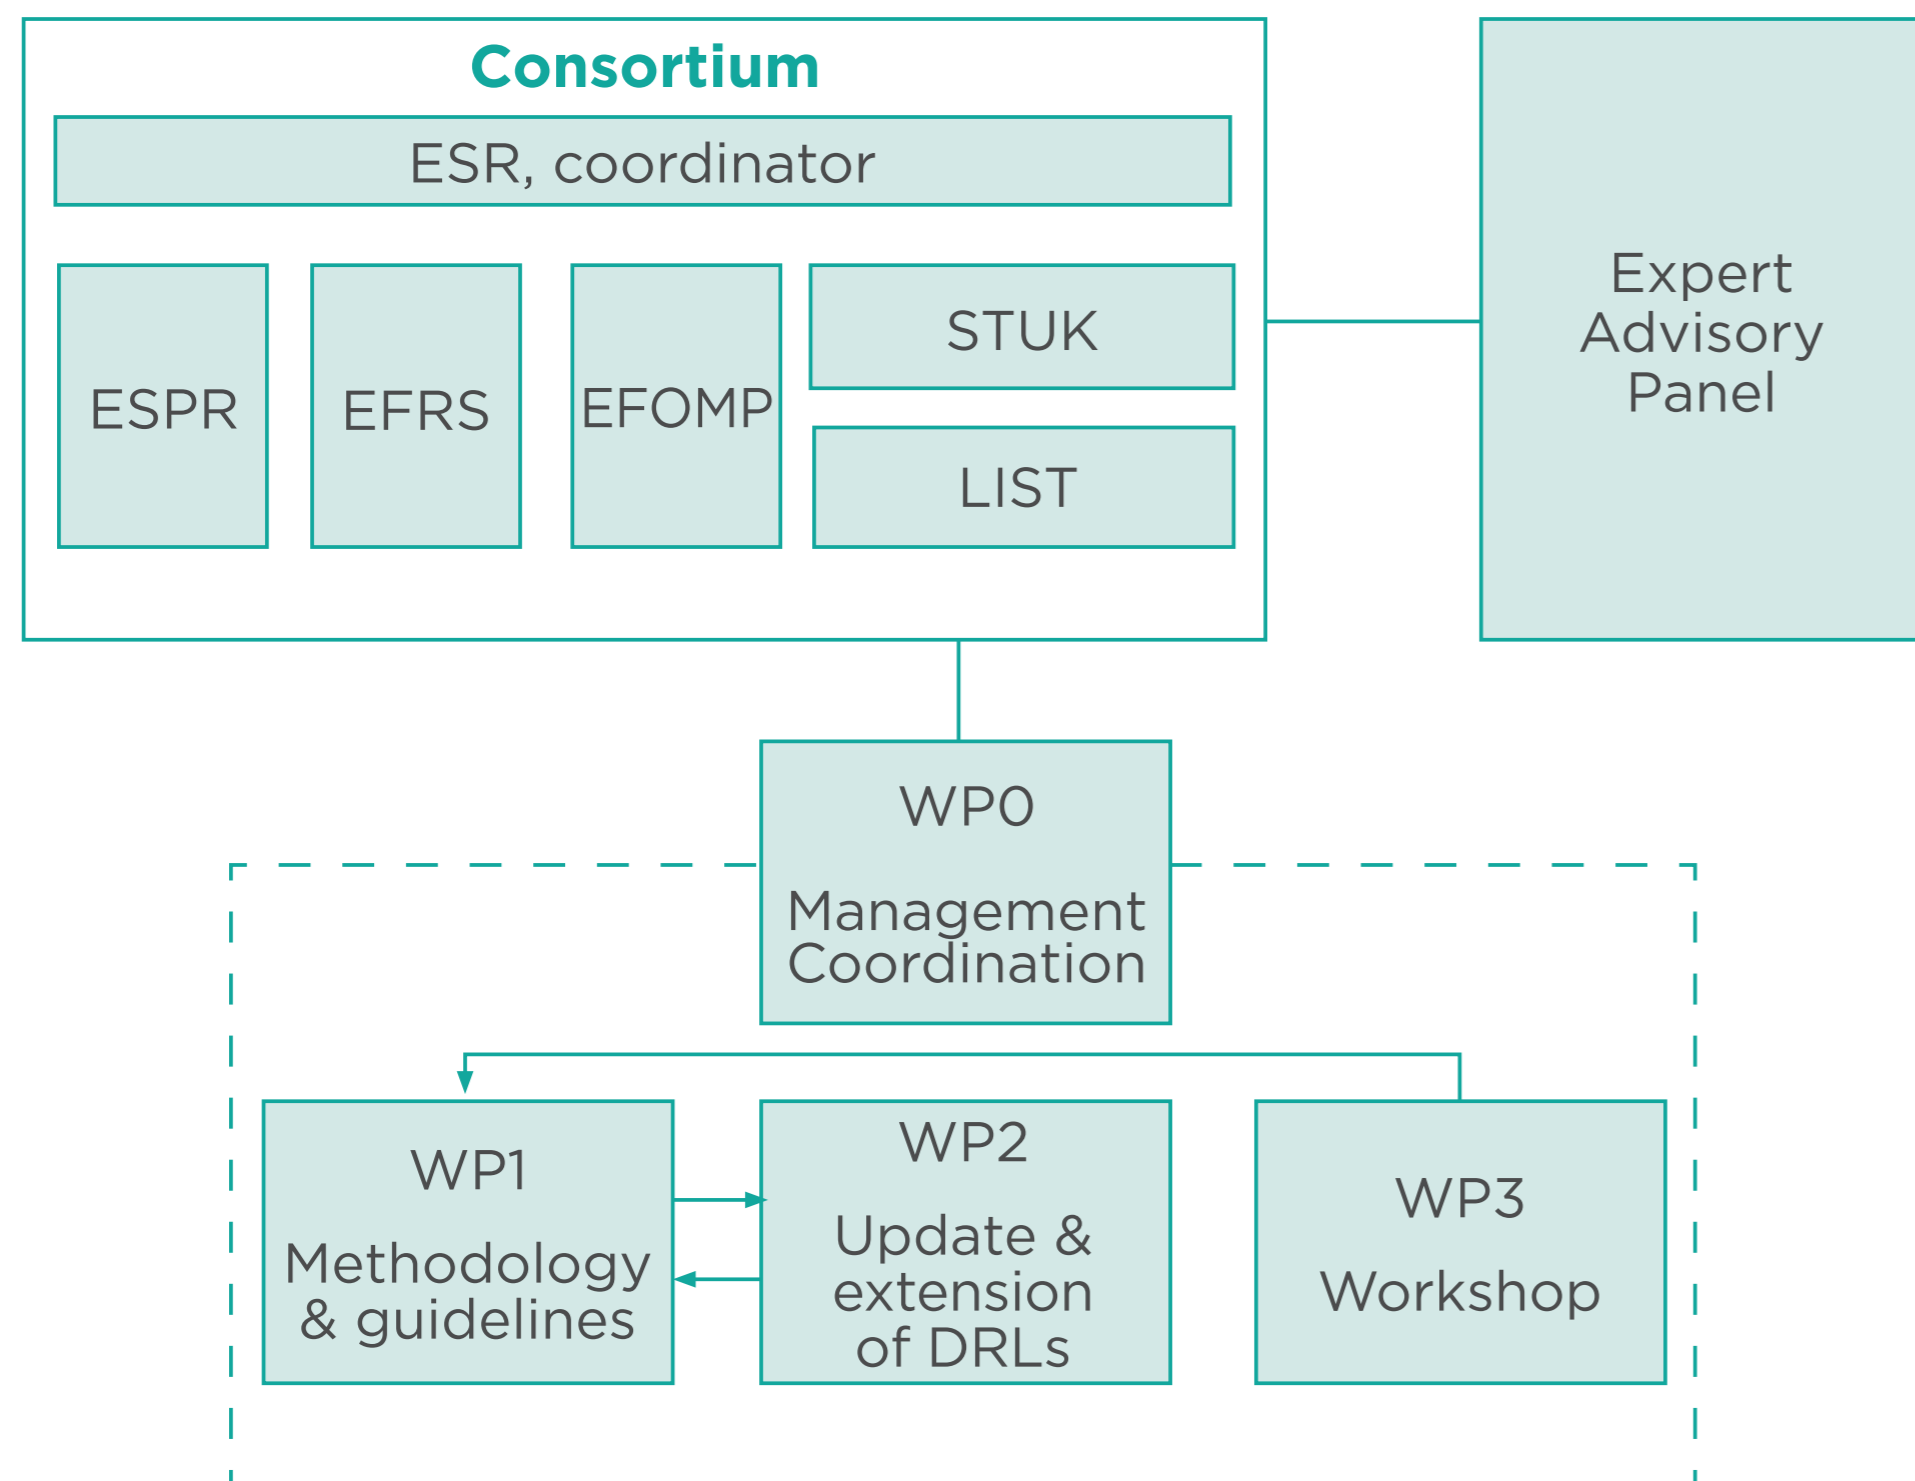 Consortium
ESR, coordinator
ESPR
EFRS
EFOMP
STUK
LIST
Expert
Advisory
Panel
WP0
Management
Coordination
WP1
Methodology
& guidelines
WP2
Update &
extension
of DRLs
WP3
Workshop